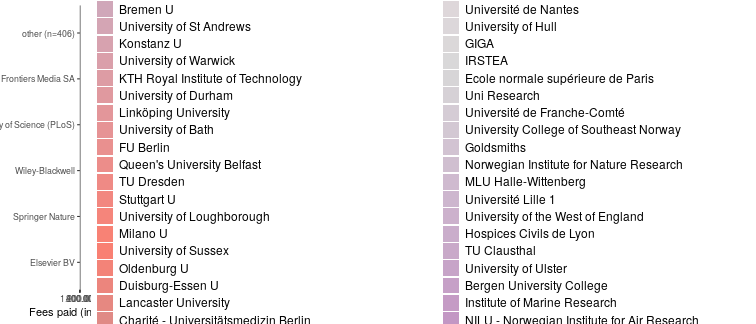 other (n=406)
Frontiers Media SA
y of Science (PLoS)
Wiley-Blackwell
Springer Nature
Elsevier BV
Fees paid (in
Bremen U
University of St Andrews
Konstanz U
University of Warwick
KTH Royal Institute of Technology
University of Durham
Linköping University
University of Bath
FU Berlin
Queen's University Belfast
TU Dresden
Stuttgart U
University of Loughborough
Milano U
University of Sussex
Oldenburg U
Duisburg-Essen U
Lancaster University
Charité - Universitätsmedizin Berlin
Université de Nantes
University of Hull
GIGA
IRSTEA
Ecole normale supérieure de Paris
Uni Research
Université de Franche-Comté
University College of Southeast Norway
Goldsmiths
Norwegian Institute for Nature Research
MLU Halle-Wittenberg
Université Lille 1
University of the West of England
Hospices Civils de Lyon
TU Clausthal
University of Ulster
Bergen University College
Institute of Marine Research
NILU - Norwegian Institute for Air Research